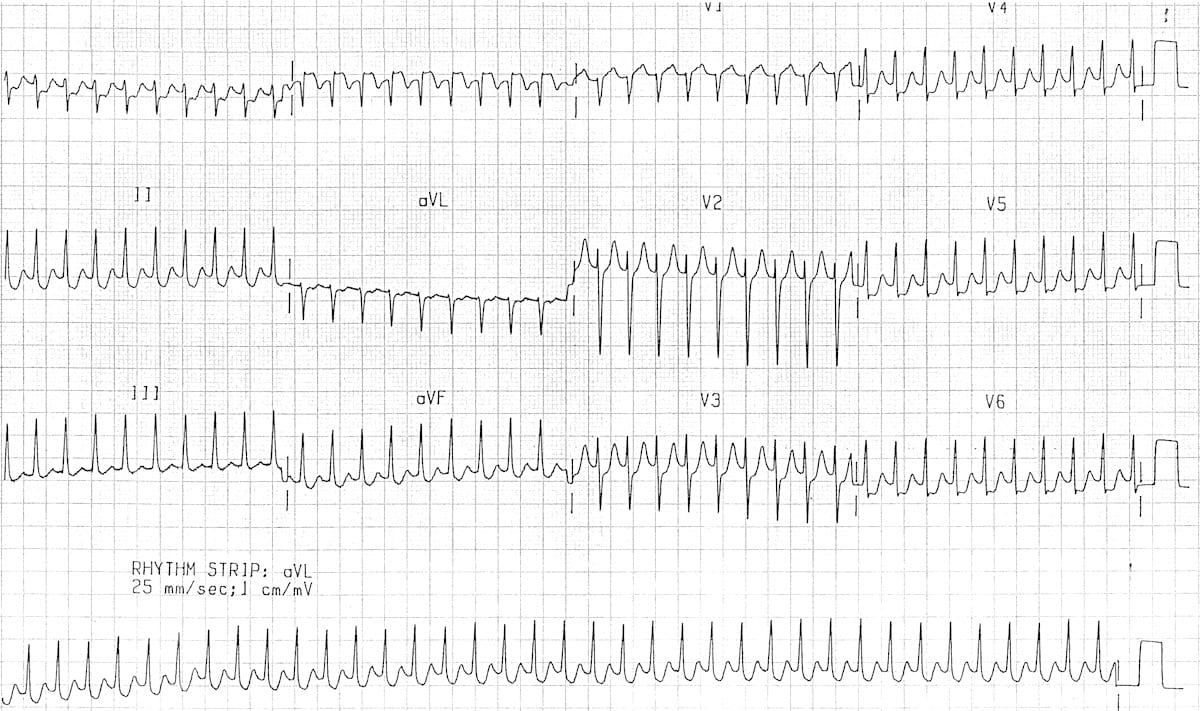 V1 V4
II aVL V2 V5
III aVF V3 V6
RHYTHM STRIP: aVL
25 mm/sec;1 cm/mV